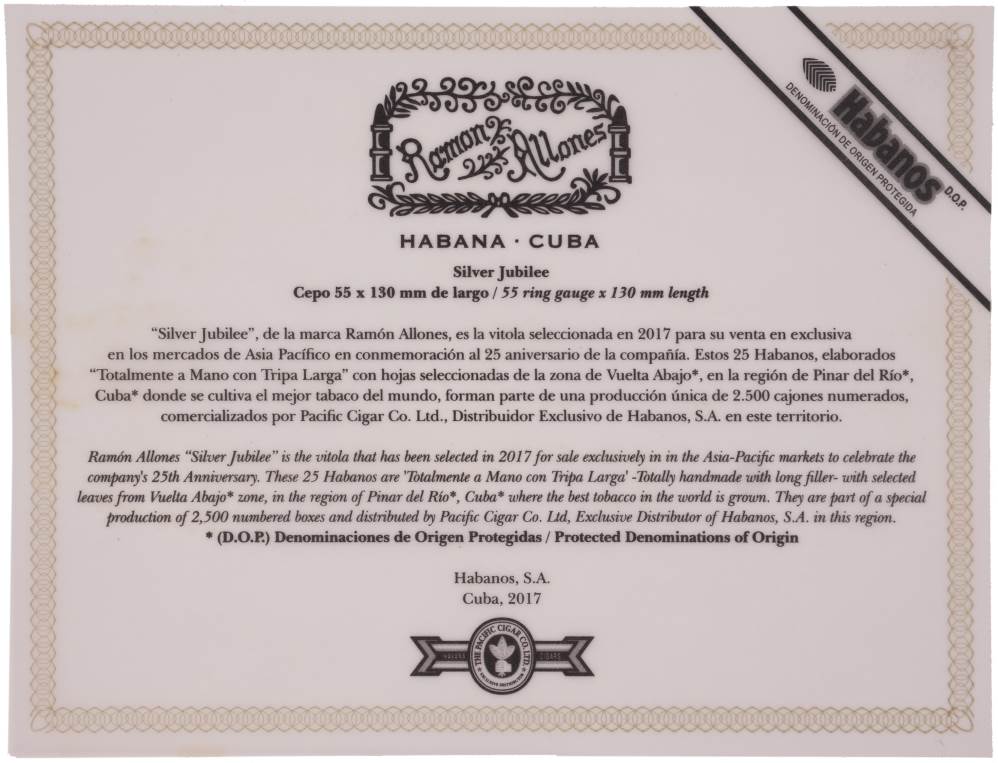 Habanos D.O.P.
DENOMINACIÓN DE ORIGEN PROTEGIDA
Ramon Allones
HABANA · CUBA
Silver Jubilee
Cepo 55 x 130 mm de largo / 55 ring gauge x 130 mm length
“Silver Jubilee”, de la marca Ramón Allones, es la vitola seleccionada en 2017 para su venta en exclusiva
en los mercados de Asia Pacífico en conmemoración al 25 aniversario de la compañía. Estos 25 Habanos, elaborados
“Totalmente a Mano con Tripa Larga” con hojas seleccionadas de la zona de Vuelta Abajo*, en la región de Pinar del Río*,
Cuba* donde se cultiva el mejor tabaco del mundo, forman parte de una producción única de 2.500 cajones numerados,
comercializados por Pacific Cigar Co. Ltd., Distribuidor Exclusivo de Habanos, S.A. en este territorio.
Ramón Allones “Silver Jubilee” is the vitola that has been selected in 2017 for sale exclusively in in the Asia-Pacific markets to celebrate the
company's 25th Anniversary. These 25 Habanos are 'Totalmente a Mano con Tripa Larga' -Totally handmade with long filler- with selected
leaves from Vuelta Abajo* zone, in the region of Pinar del Río*, Cuba* where the best tobacco in the world is grown. They are part of a special
production of 2,500 numbered boxes and distributed by Pacific Cigar Co. Ltd, Exclusive Distributor of Habanos, S.A. in this region.
* (D.O.P.) Denominaciones de Origen Protegidas / Protected Denominations of Origin
Habanos, S.A.
Cuba, 2017
THE PACIFIC CIGAR CO. LTD.
HAVANA CIGARS
EXCLUSIVE DISTRIBUTOR